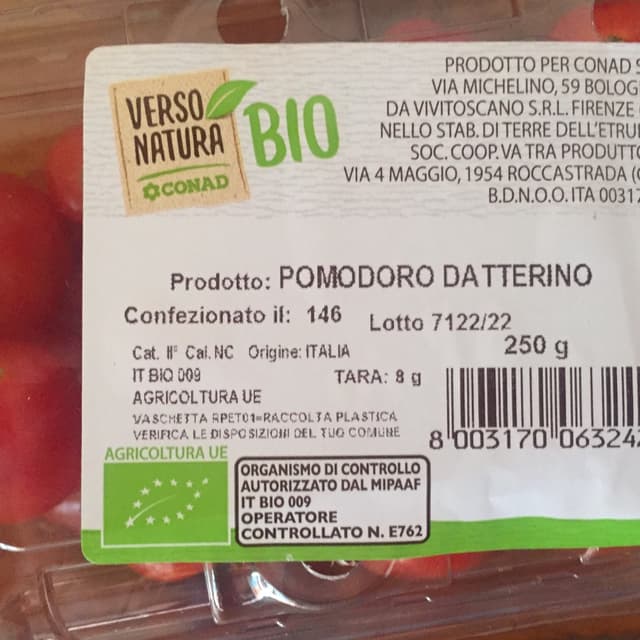 VERSO
NATURA
CONAD
BIO
PRODOTTO PER CONAD S
VIA MICHELINO, 59 BOLOG
DA VIVITOSCANO S.R.L. FIRENZE
NELLO STAB. DI TERRE DELL'ETRU
SOC. COOP.VA TRA PRODUTTO
VIA 4 MAGGIO, 1954 ROCCASTRADA (G
B.D.N.O.O. ITA 00317
Prodotto: POMODORO DATTERINO
Confezionato il: 146 Lotto 7122/22
Cat. II° Cal. NC Origine: ITALIA 250 g
IT BIO 009 TARA: 8 g
AGRICOLTURA UE
VASCHETTA RPET01=RACCOLTA PLASTICA
VERIFICA LE DISPOSIZIONI DEL TUO COMUNE
8 003170 063242
AGRICOLTURA UE
ORGANISMO DI CONTROLLO
AUTORIZZATO DAL MIPAAF
IT BIO 009
OPERATORE
CONTROLLATO N. E762